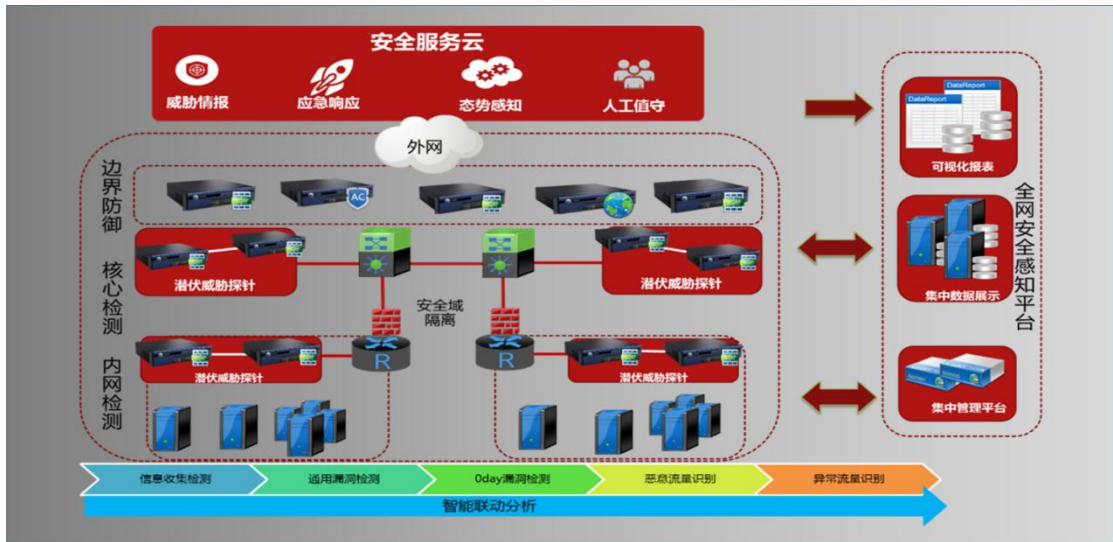 安全服务云
威胁情报
应急响应
态势感知
人工值守
外网
边界防御
AC
核心检测
潜伏威胁探针
潜伏威胁探针
安全域
隔离
内网检测
R
R
潜伏威胁探针
潜伏威胁探针
DataReport
DataReport
可视化报表
集中数据展示
集中管理平台
全网安全感知平台
信息收集检测
通用漏洞检测
0day漏洞检测
恶意流量识别
异常流量识别
智能联动分析